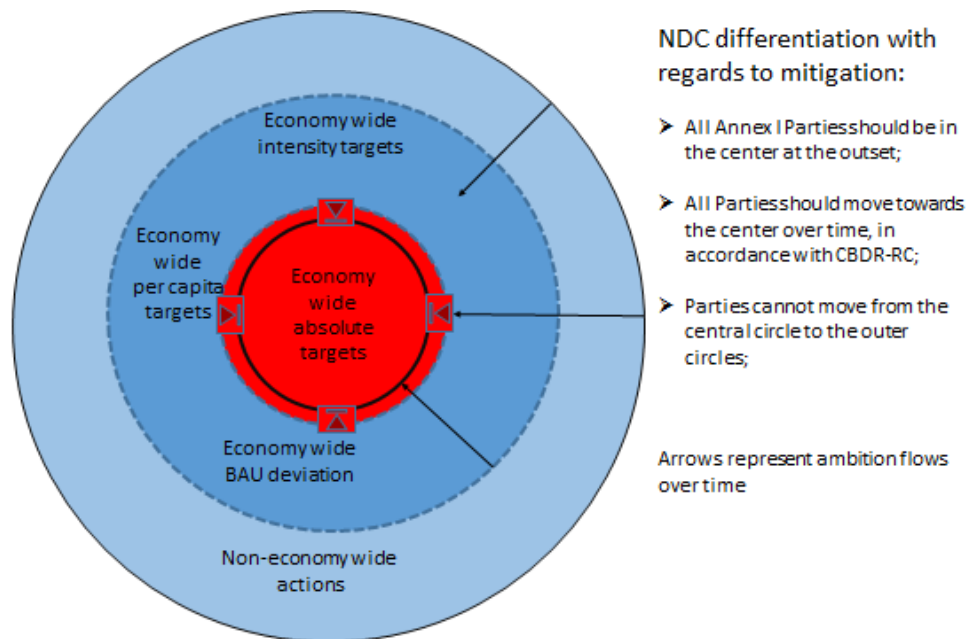 Economy wide
intensity targets
Economy
wide
per capita
targets
Economy
wide
absolute
targets
Economy wide
BAU deviation
Non-economy wide
actions
NDC differentiation with
regards to mitigation:
➤ All Annex I Parties should be in
the center at the outset;
➤ All Parties should move towards
the center over time, in
accordance with CBDR-RC;
➤ Parties cannot move from the
central circle to the outer
circles;
Arrows represent ambition flows
over time